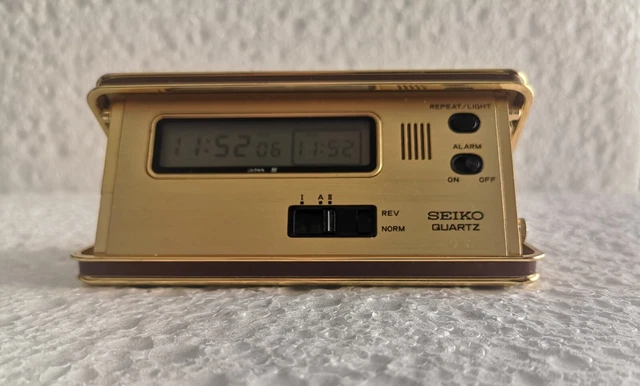 REPEAT/LIGHT
11:52 06 11:52
ALARM
JAPAN
ON OFF
I A II
REV
NORM
SEIKO
QUARTZ